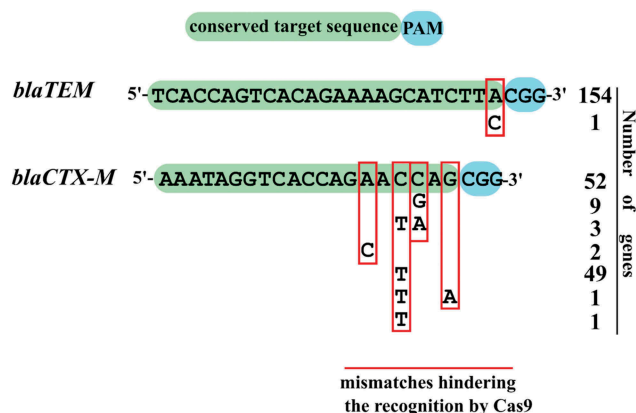 conserved target sequence PAM
blaTEM 5'-TCACCAGTCACAGAAAAGCATCTTACGG-3' 154
C 1
blaCTX-M 5'-AAATAGGTCACCAGAACCAGCGG-3' 52
G 9
T A 3
C 2
T 49
T A 1
T 1
Number of genes
mismatches hindering
the recognition by Cas9